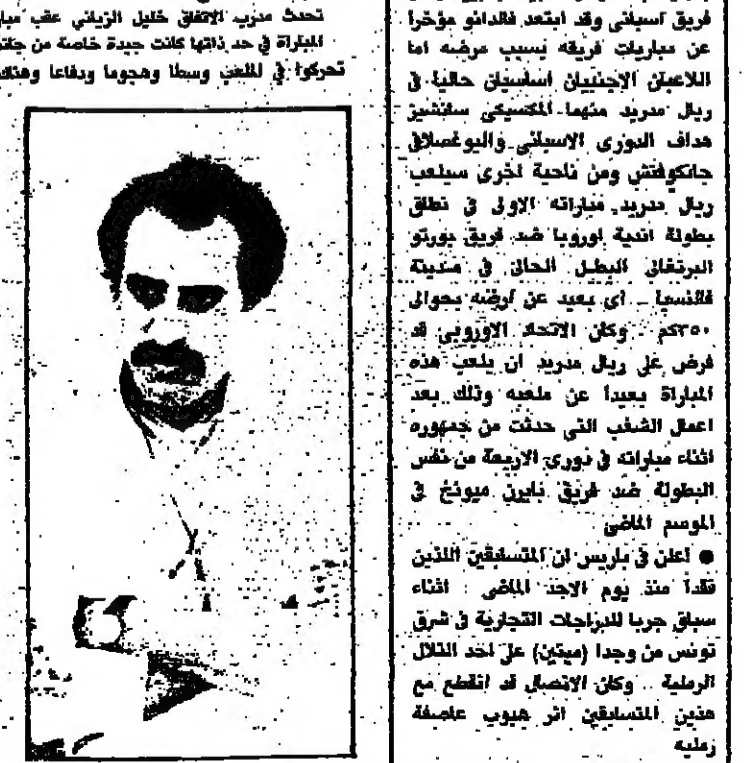 تحدث مدرب الاتفاق خليل الزياني عقب
المباراة في حد ذاتها كانت جيدة خاصة من
تحركوا في الملعب وسطا وهجوما ودفاعا وهناك
فريق اسباني وقد ابتعد فالدانو مؤخرا
عن مباريات فريقه بسبب مرضه اما
اللاعبان الاجنبيان اساسيان حاليا في
ريال مدريد منهما المكسيكي سانشيز
هداف الدوري الاسباني واليوغسلافي
جانكوفتش ومن ناحية اخرى سيلعب
ريال مدريد مباراته الاولى في نطاق
بطولة اندية اوروبا ضد فريق بورتو
البرتغالي البطل الحالي في مدينة
فالنسيا - أي بعيد عن أرضه بحوالي
٣٥٠كم - وكان الاتحاد الاوروبي قد
فرض على ريال مدريد ان يلعب هذه
المباراة بعيدا عن ملعبه وذلك بعد
اعمال الشغب التي حدثت من جمهوره
اثناء مباراته في دوري الاربعة من نفس
البطولة ضد فريق بايرن ميونخ في
الموسم الماضي
● أعلن في باريس ان المتسابقين اللذين
فقدا منذ يوم الاحد الماضي : اثناء
سباق جربا للدراجات التجارية في شرق
تونس من وجدا (ميتين) على احد التلال
الرملية .. وكان الاتصال قد انقطع مع
هذين المتسابقين اثر هبوب عاصفة
رملية